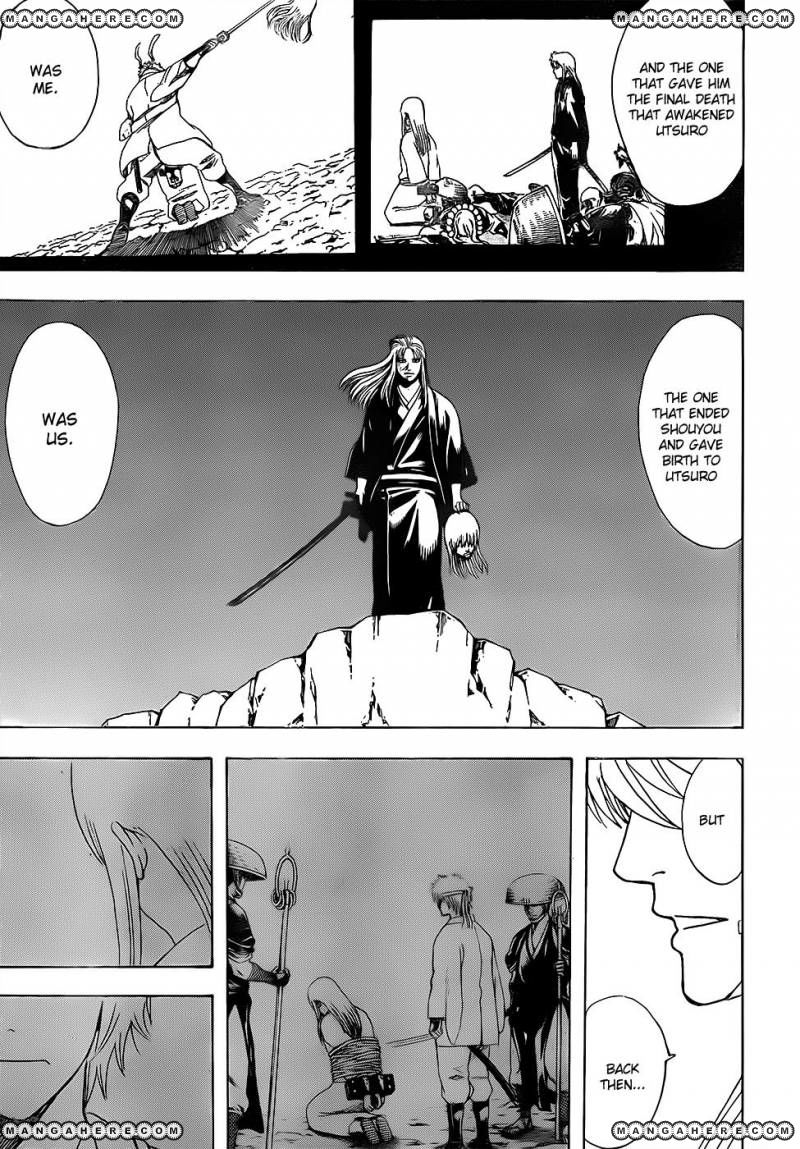 MANGAHERE.COM
MANGAHERE.COM
AND THE ONE
THAT GAVE HIM
THE FINAL DEATH
THAT AWAKENED
UTSURO
WAS
ME.
THE ONE
THAT ENDED
SHOUYOU
AND GAVE
BIRTH TO
UTSURO
WAS
US.
BUT
BACK
THEN...
MANGAHERE.COM
MANGAHERE.COM